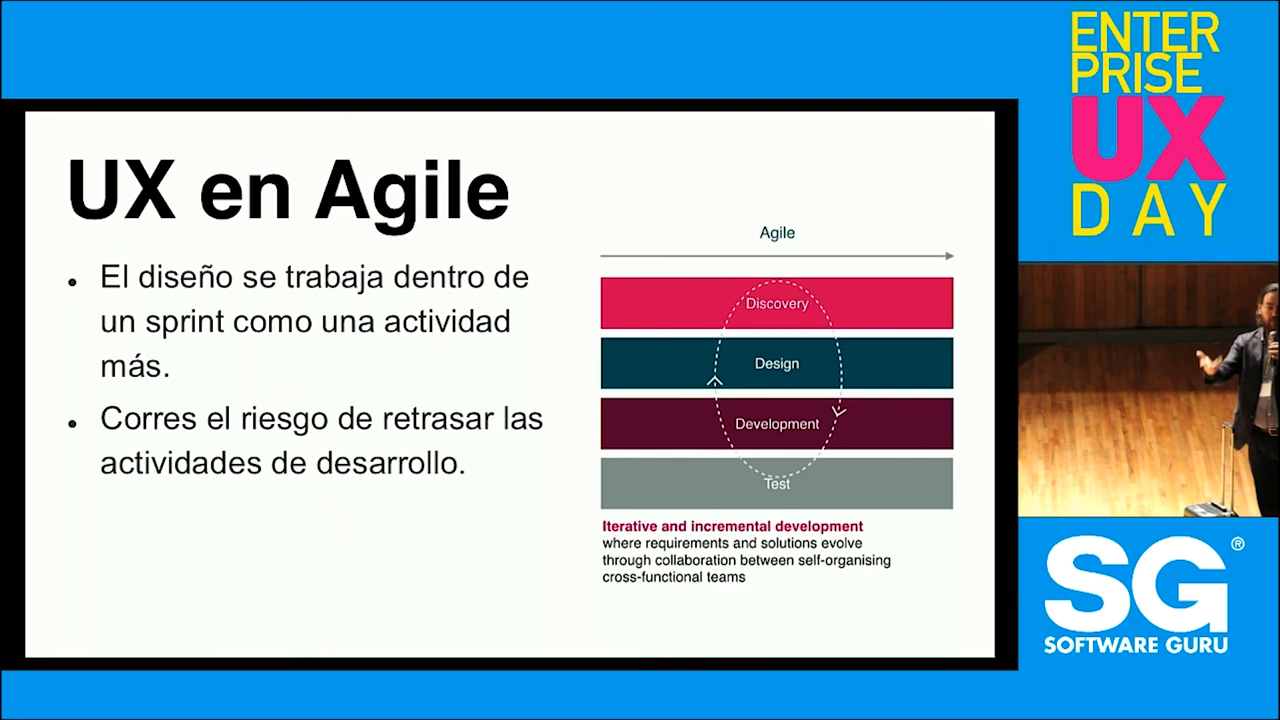 UX en Agile
• El diseño se trabaja dentro de
un sprint como una actividad
más.
• Corres el riesgo de retrasar las
actividades de desarrollo.
Agile
Discovery
Design
Development
Test
Iterative and incremental development
where requirements and solutions evolve
through collaboration between self-organising
cross-functional teams
ENTER
PRISE
UX
DAY
SG®
SOFTWARE GURU